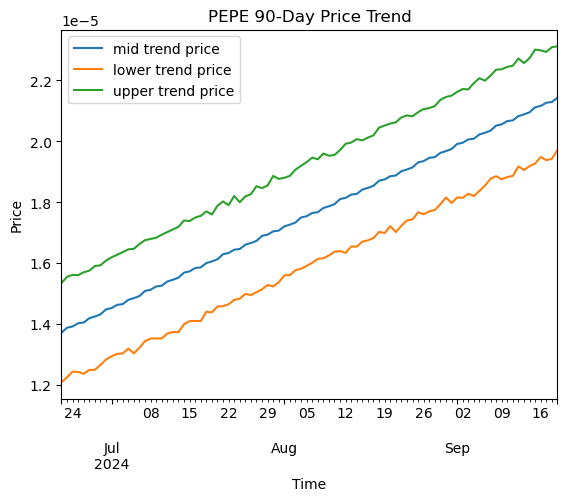 PEPE 90-Day Price Trend
1e−5
mid trend price
lower trend price
upper trend price
2.2
2.0
1.8
1.6
1.4
1.2
Price
24 08 15 22 29 05 12 19 26 02 09 16
Jul Aug Sep
2024
Time